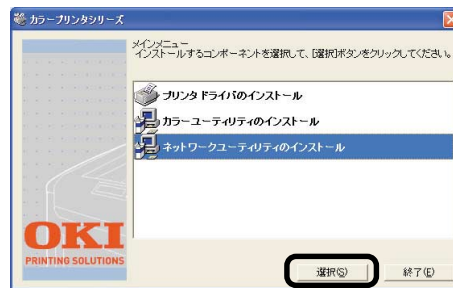 カラープリンタシリーズ
メインメニュー
インストールするコンポーネントを選択して、[選択]ボタンをクリックしてください。
プリンタドライバのインストール
カラーユーティリティのインストール
ネットワークユーティリティのインストール
OKI
PRINTING SOLUTIONS
選択(S)
終了(E)